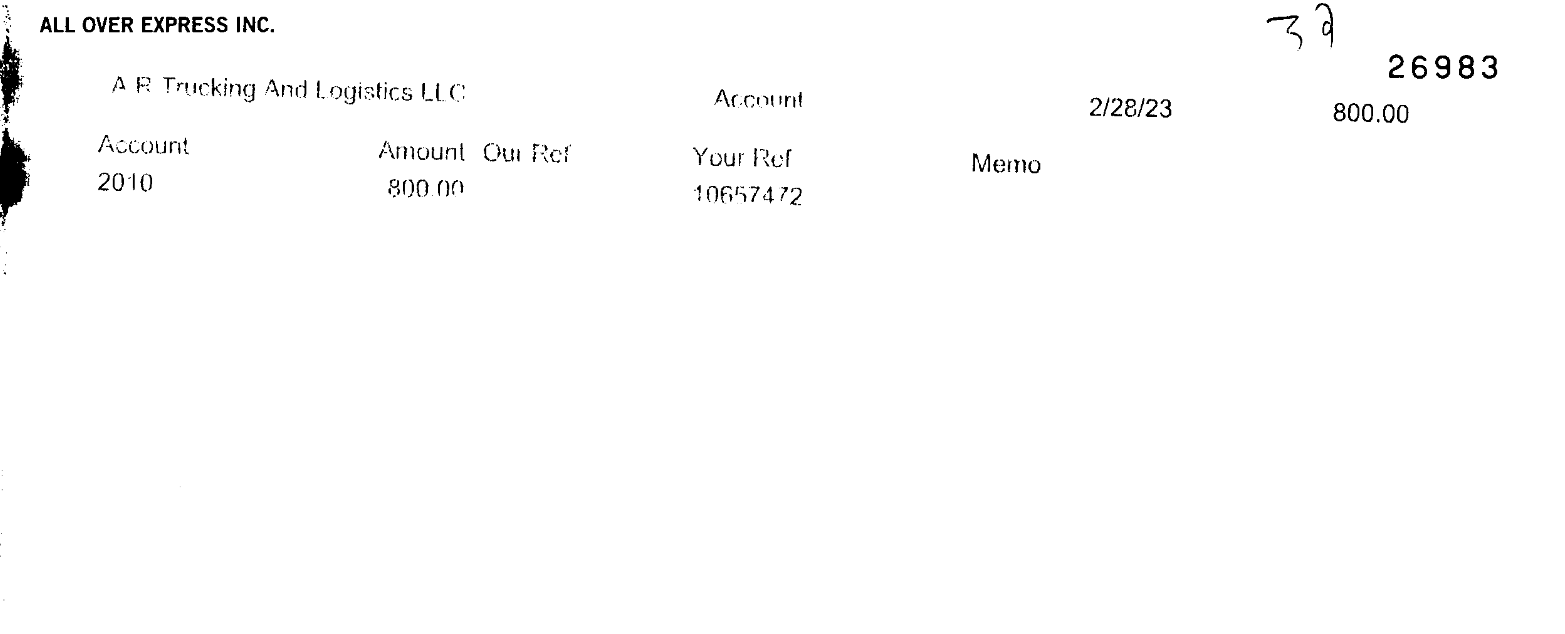 ALL OVER EXPRESS INC.
39
26983
A R Trucking And Logistics LLC Account 2/28/23 800.00
Account Amount Our Ref Your Ref Memo
2010 800.00 10657472